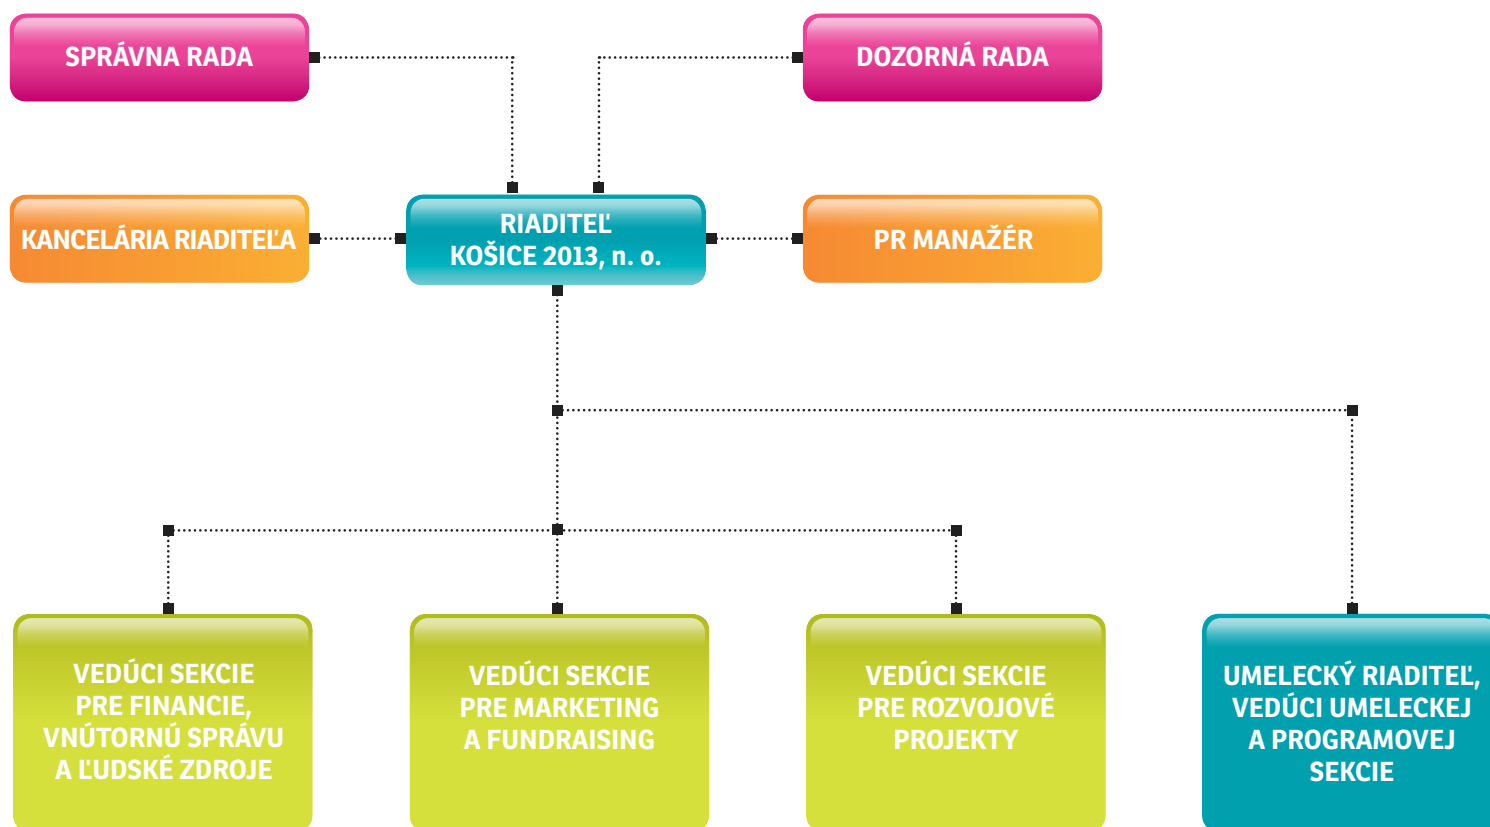 SPRÁVNA RADA
DOZORNÁ RADA
KANCELÁRIA RIADITEĽA
RIADITEĽ
KOŠICE 2013, n. o.
PR MANAŽÉR
VEDÚCI SEKCIE
PRE FINANCIE,
VNÚTORNÚ SPRÁVU
A ĽUDSKÉ ZDROJE
VEDÚCI SEKCIE
PRE MARKETING
A FUNDRAISING
VEDÚCI SEKCIE
PRE ROZVOJOVÉ
PROJEKTY
UMELECKÝ RIADITEĽ,
VEDÚCI UMELECKEJ
A PROGRAMOVEJ
SEKCIE